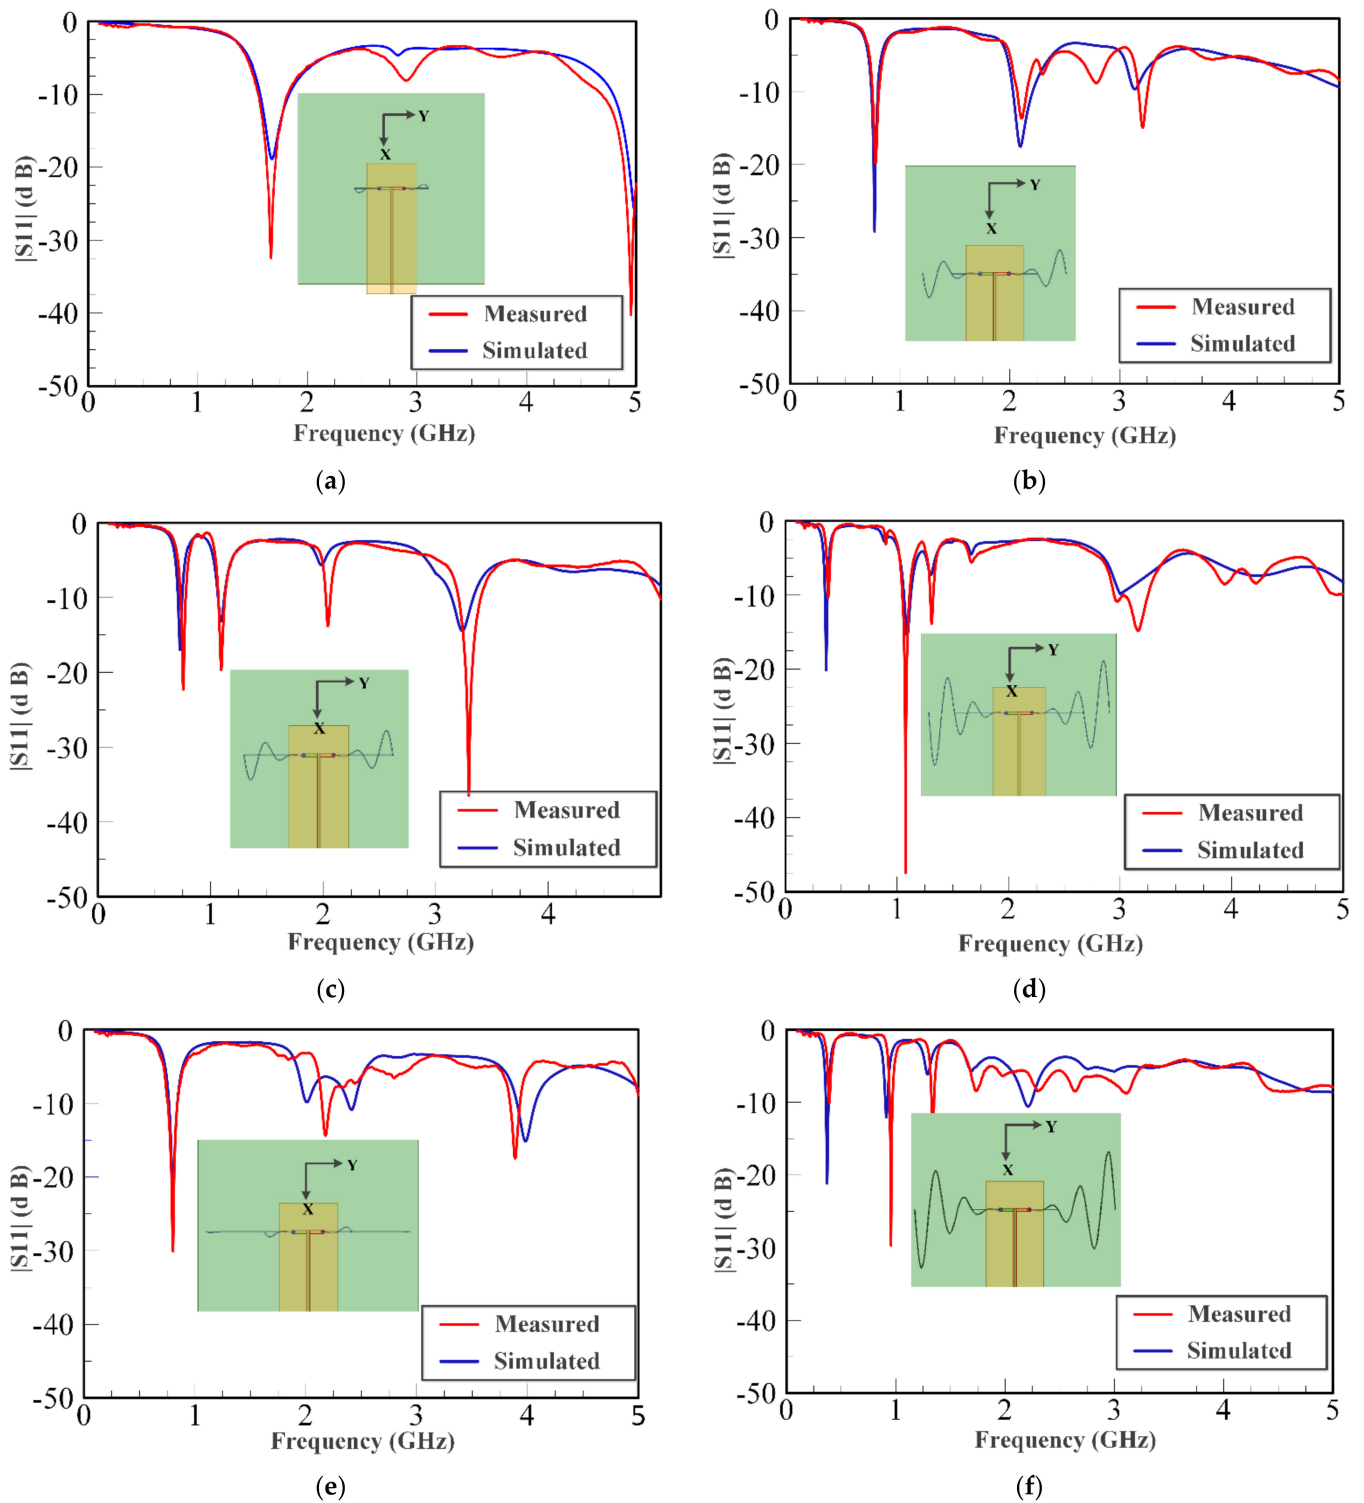 0
-10
-20
-30
-40
-50
|S11| (d B)
Y
X
Measured
Simulated
0 1 2 3 4 5
Frequency (GHz)
(a)
0
-10
-20
-30
-40
-50
|S11| (d B)
Y
X
Measured
Simulated
0 1 2 3 4 5
Frequency (GHz)
(b)
0
-10
-20
-30
-40
-50
|S11| (d B)
Y
X
Measured
Simulated
0 1 2 3 4
Frequency (GHz)
(c)
0
-10
-20
-30
-40
-50
|S11| (d B)
Y
X
Measured
Simulated
0 1 2 3 4 5
Frequency (GHz)
(d)
0
-10
-20
-30
-40
-50
|S11| (d B)
Y
X
Measured
Simulated
0 1 2 3 4 5
Frequency (GHz)
(e)
0
-10
-20
-30
-40
-50
|S11| (d B)
Y
X
Measured
Simulated
0 1 2 3 4 5
Frequency (GHz)
(f)